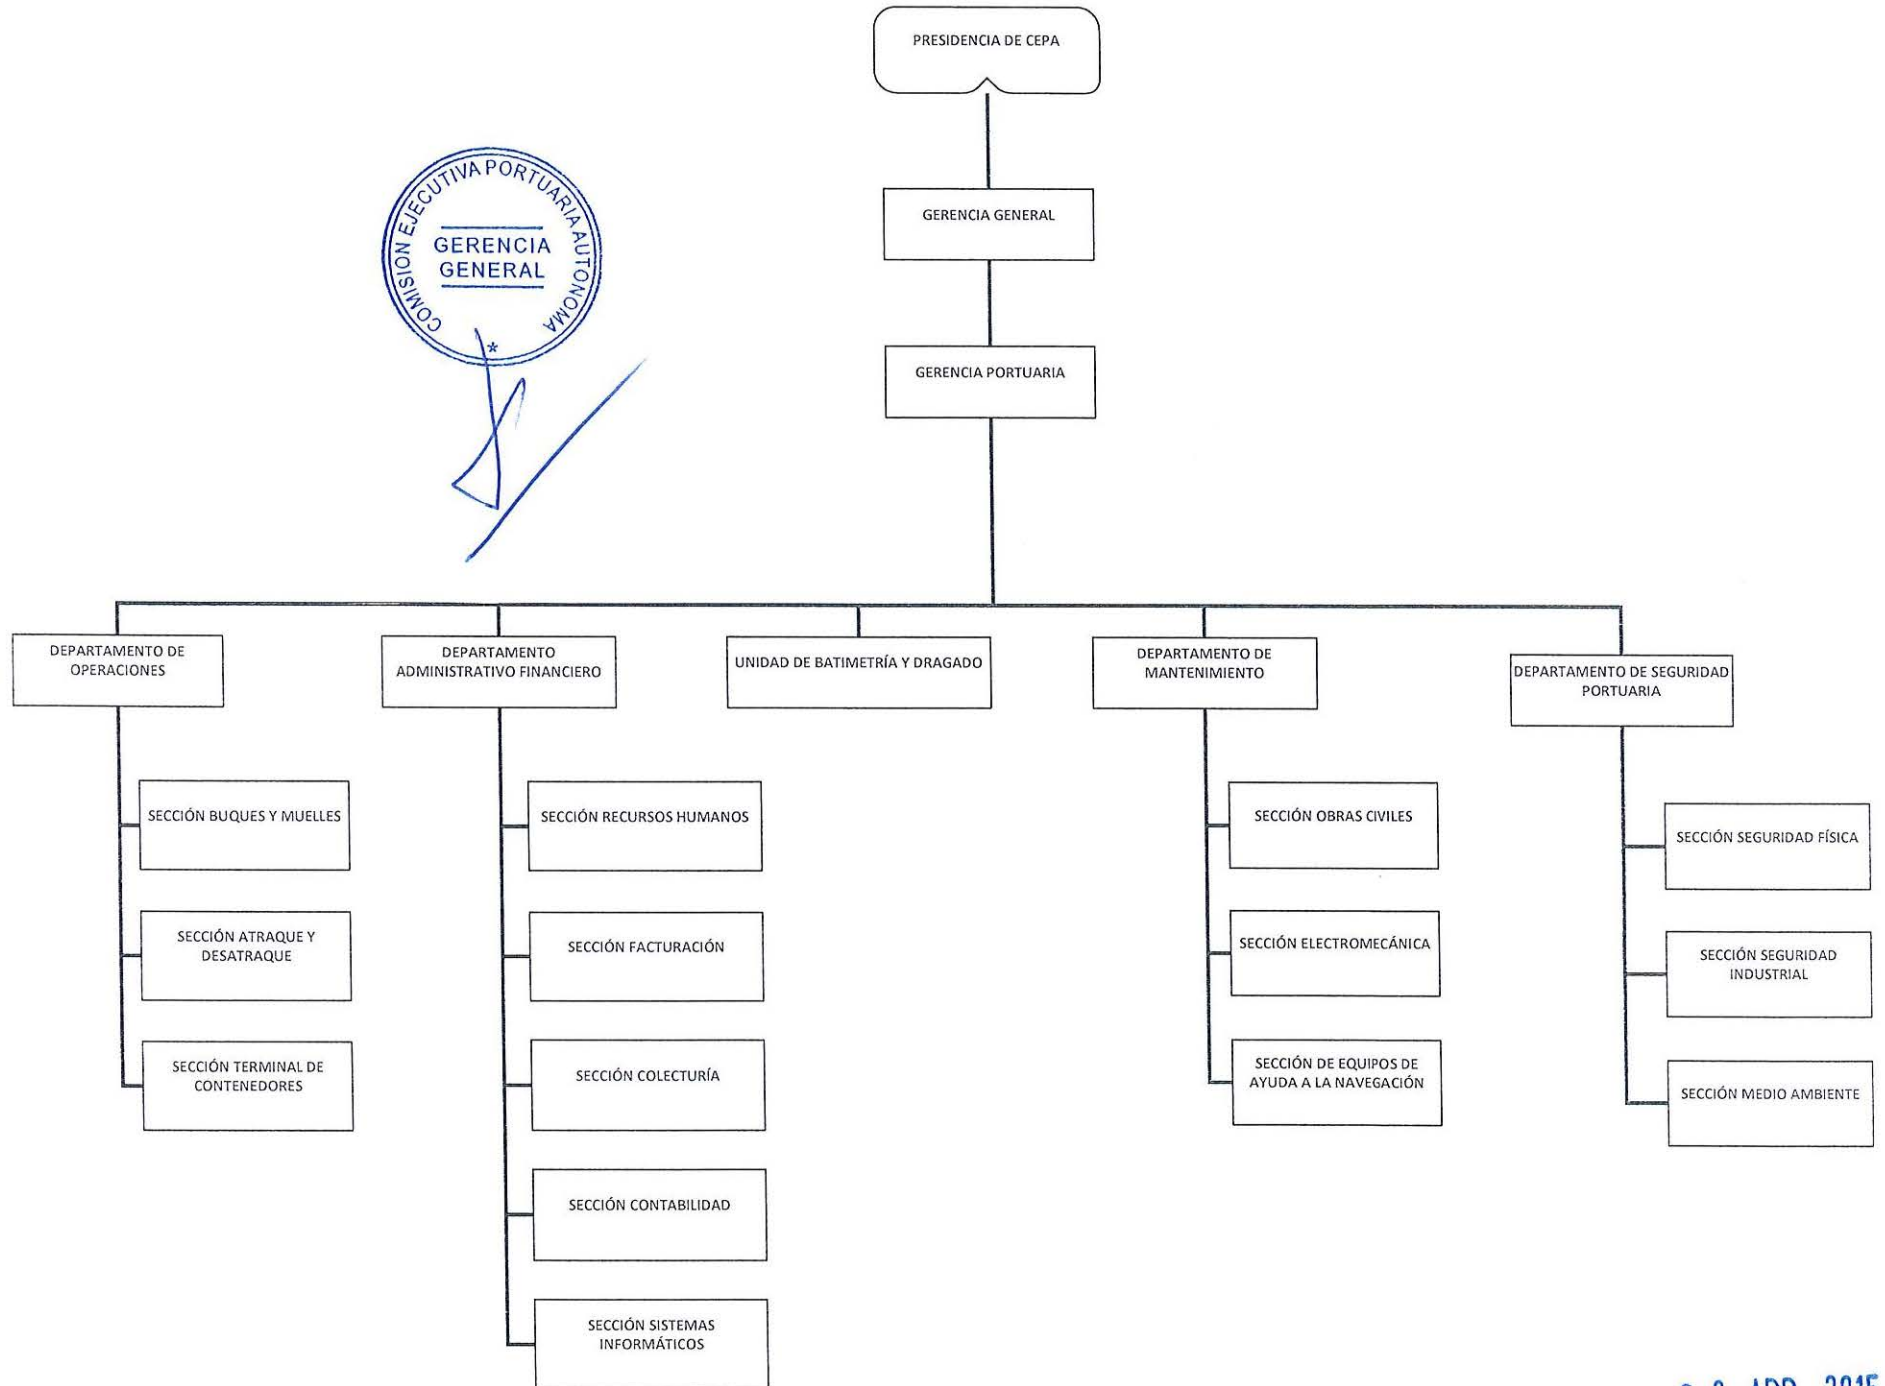 PRESIDENCIA DE CEPA
COMISION EJECUTIVA PORTUARIA AUTONOMA
GERENCIA
GENERAL
*
GERENCIA GENERAL
GERENCIA PORTUARIA
DEPARTAMENTO DE
OPERACIONES
DEPARTAMENTO
ADMINISTRATIVO FINANCIERO
UNIDAD DE BATIMETRÍA Y DRAGADO
DEPARTAMENTO DE
MANTENIMIENTO
DEPARTAMENTO DE SEGURIDAD
PORTUARIA
SECCIÓN BUQUES Y MUELLES
SECCIÓN ATRAQUE Y
DESATRAQUE
SECCIÓN TERMINAL DE
CONTENEDORES
SECCIÓN RECURSOS HUMANOS
SECCIÓN FACTURACIÓN
SECCIÓN COLECTURÍA
SECCIÓN CONTABILIDAD
SECCIÓN SISTEMAS
INFORMÁTICOS
SECCIÓN OBRAS CIVILES
SECCIÓN ELECTROMECÁNICA
SECCIÓN DE EQUIPOS DE
AYUDA A LA NAVEGACIÓN
SECCIÓN SEGURIDAD FÍSICA
SECCIÓN SEGURIDAD
INDUSTRIAL
SECCIÓN MEDIO AMBIENTE